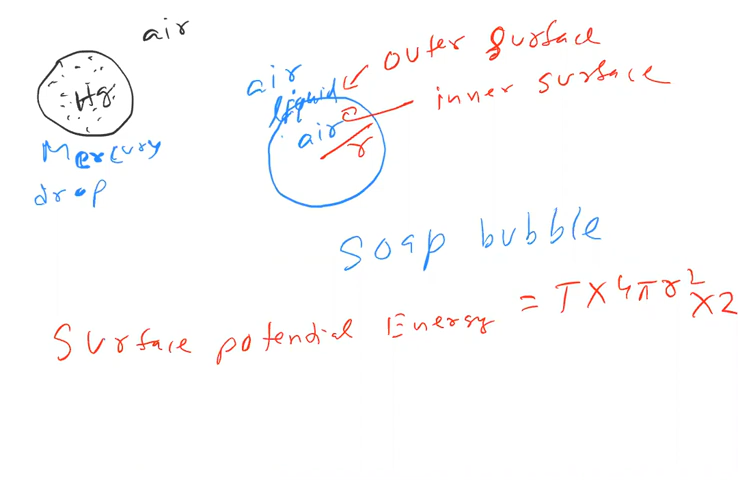 air
Hg
Mercury
drop
outer surface
inner surface
air
liquid
air
r
Soap bubble
Surface potential Energy = T × 4πr² × 2